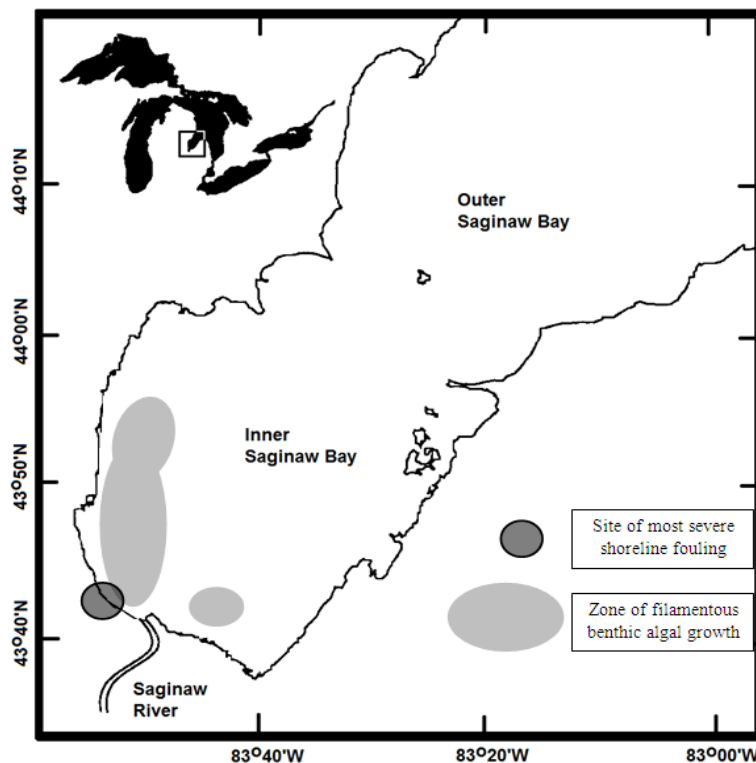 Outer
Saginaw Bay
Inner
Saginaw Bay
Site of most severe
shoreline fouling
Zone of filamentous
benthic algal growth
Saginaw
River
44°10'N
44°00'N
43°50'N
43°40'N
83°40'W
83°20'W
83°00'W